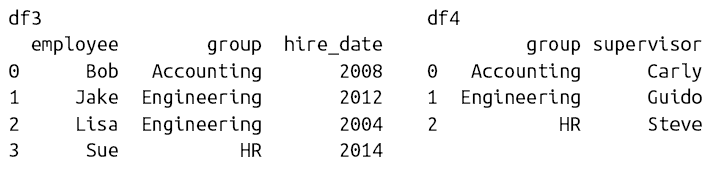 df3 df4
employee group hire_date group supervisor
0 Bob Accounting 2008 0 Accounting Carly
1 Jake Engineering 2012 1 Engineering Guido
2 Lisa Engineering 2004 2 HR Steve
3 Sue HR 2014